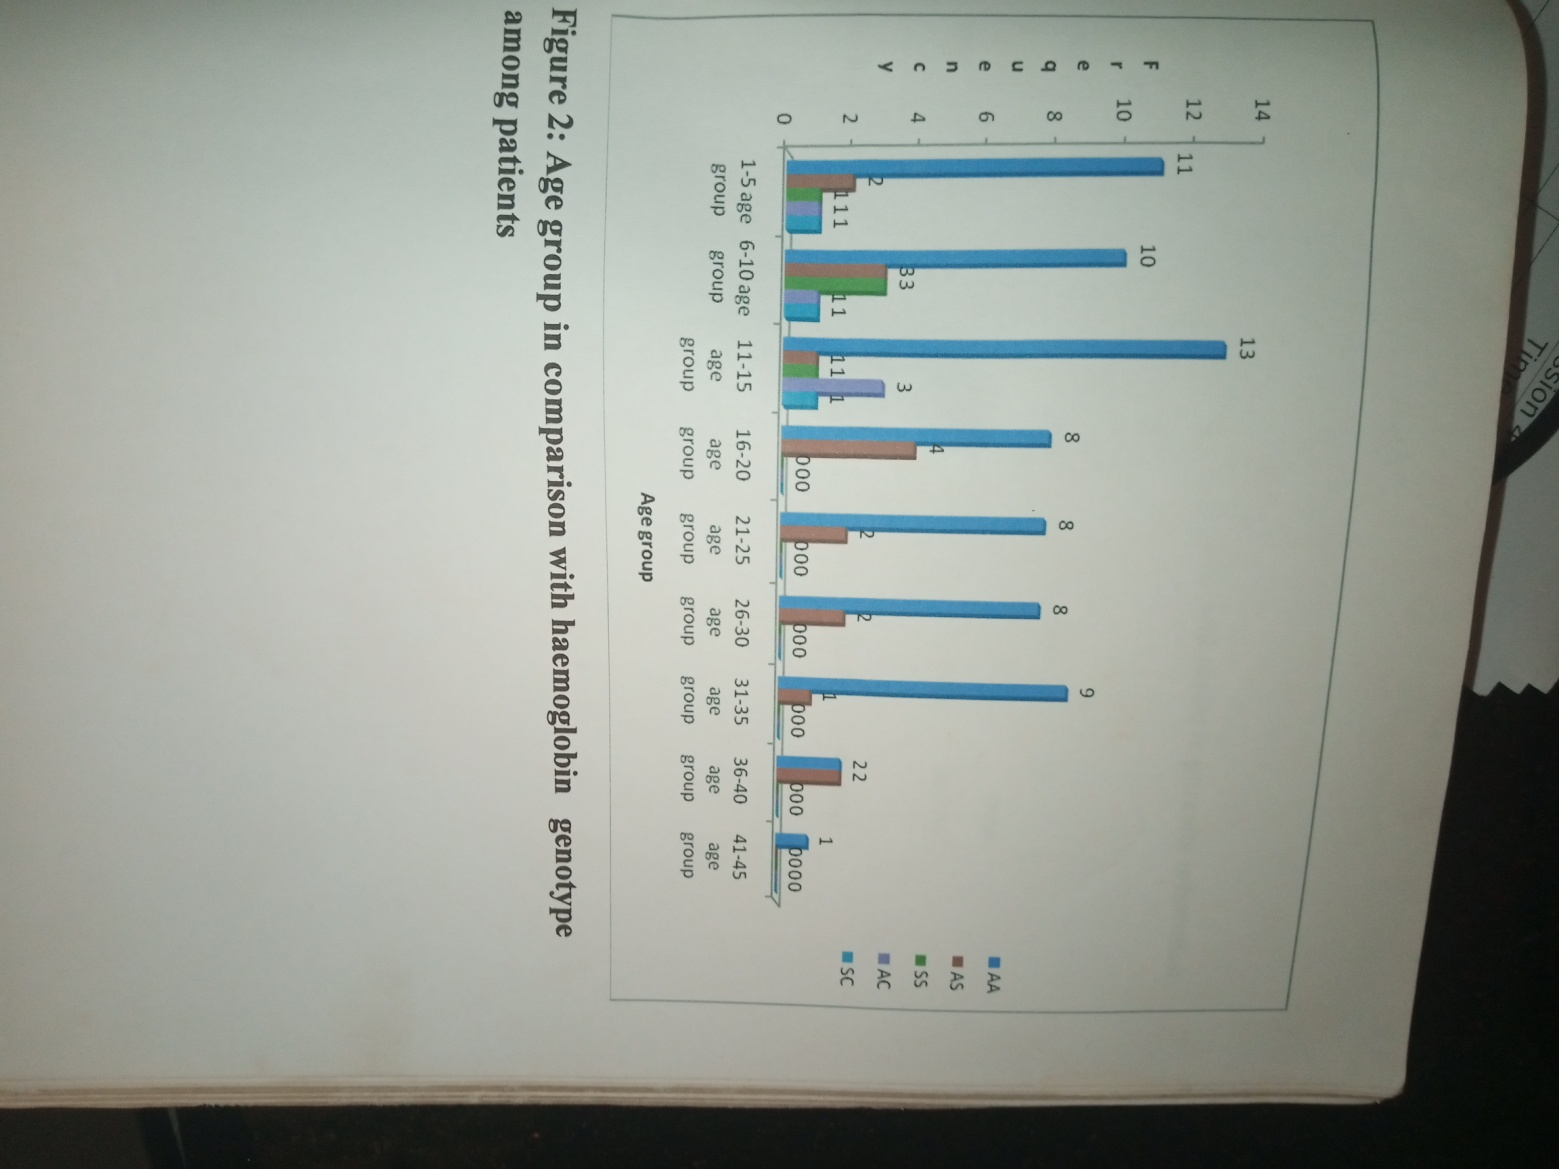 F
r
e
q
u
e
n
c
y
14
12
10
8
6
4
2
0
11
2
1 1 1
10
3 3
1 1
13
1 1
3
1
8
4
0 0 0
8
2
0 0 0
8
2
0 0 0
9
1
0 0 0
2 2
0 0 0
1
0 0 0 0
1-5 age
group
6-10 age
group
11-15
age
group
16-20
age
group
21-25
age
group
26-30
age
group
31-35
age
group
36-40
age
group
41-45
age
group
Age group
AA
AS
SS
AC
SC
Figure 2: Age group in comparison with haemoglobin genotype
among patients